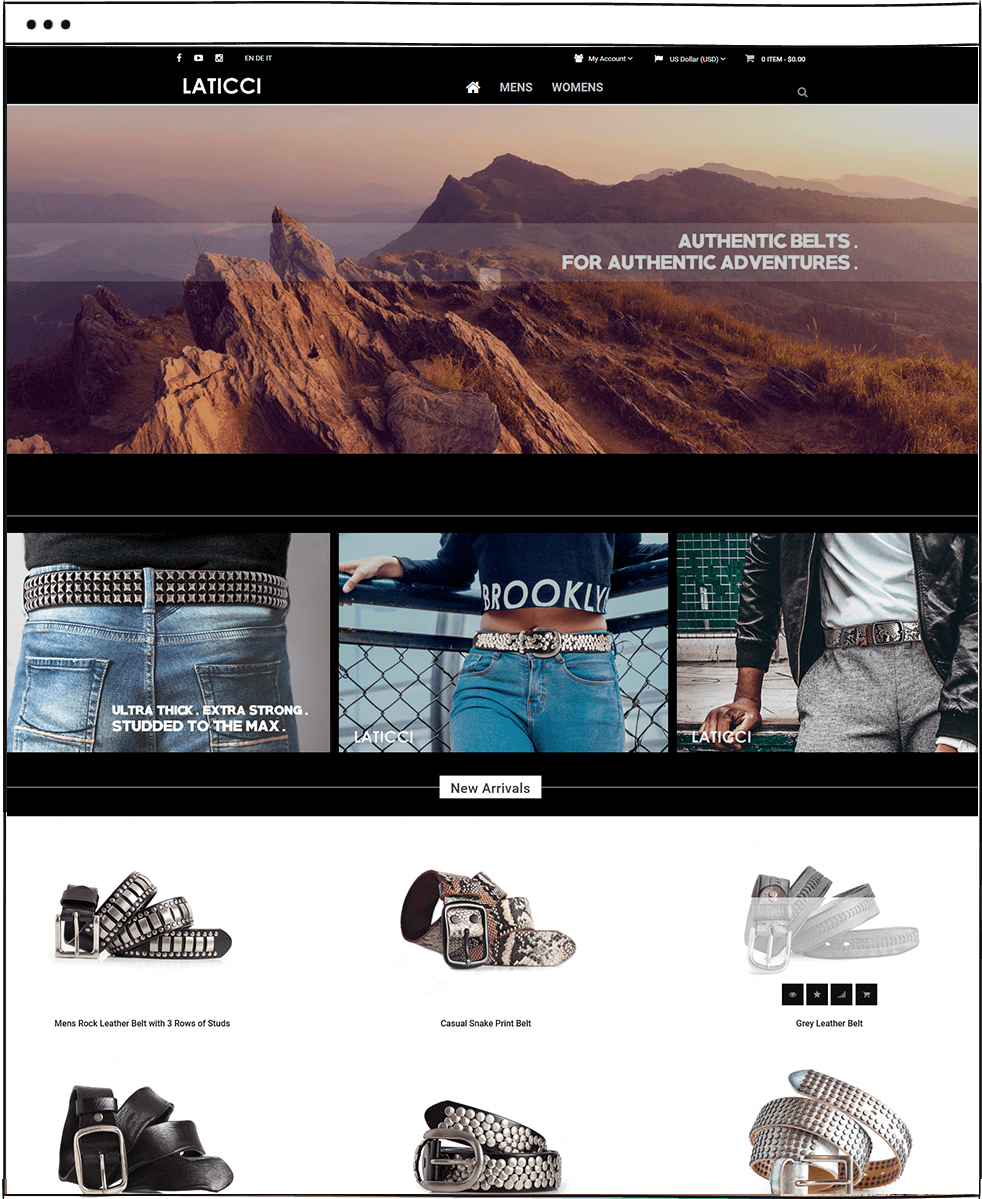 EN DE IT
My Account
US Dollar (USD)
0 ITEM - $0.00
LATICCI
MENS
WOMENS
AUTHENTIC BELTS .
FOR AUTHENTIC ADVENTURES .
ULTRA THICK . EXTRA STRONG .
STUDDED TO THE MAX .
BROOKLY
LATICCI
LATICCI
New Arrivals
Mens Rock Leather Belt with 3 Rows of Studs
Casual Snake Print Belt
Grey Leather Belt